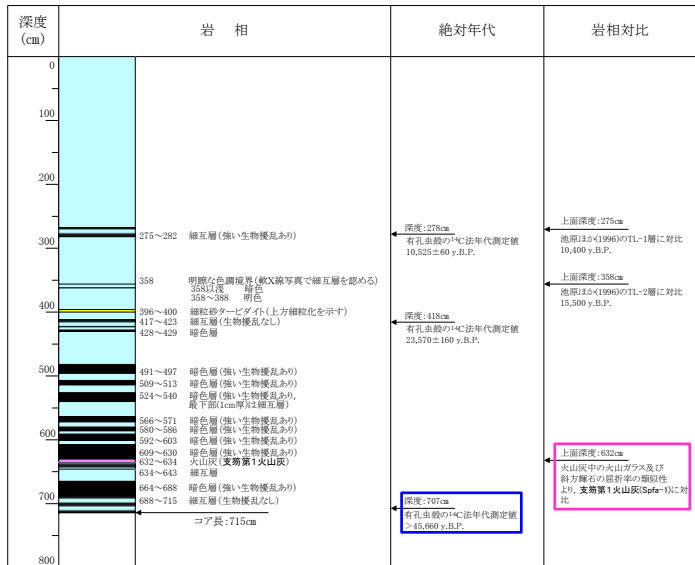 深度
(cm)
岩 相
絶対年代
岩相対比
0
100
200
300
400
500
600
700
800
275～282 細互層(強い生物擾乱あり)
358 明瞭な色調境界(軟X線写真で細互層を認める)
358以浅 暗色
358～388 明色
396～400 細粒砂タービダイト(上方細粒化を示す)
417～423 細互層(生物擾乱なし)
428～429 暗色層
491～497 暗色層(強い生物擾乱あり)
509～513 暗色層(強い生物擾乱あり)
524～540 暗色層(強い生物擾乱あり,
最下部(1cm厚)は細互層)
566～571 暗色層(強い生物擾乱あり)
580～586 暗色層(強い生物擾乱あり)
592～603 暗色層(強い生物擾乱あり)
609～630 暗色層(強い生物擾乱あり)
632～634 火山灰(支笏第1火山灰)
634～643 細互層
664～688 暗色層(強い生物擾乱あり)
688～715 細互層(生物擾乱なし)
コア長:715cm
深度:278cm
有孔虫殻の¹⁴C法年代測定値
10,525±60 y.B.P.
深度:418cm
有孔虫殻の¹⁴C法年代測定値
23,570±160 y.B.P.
深度:707cm
有孔虫殻の¹⁴C法年代測定値
＞45,660 y.B.P.
上面深度:275cm
池原ほか(1996)のTL-1層に対比
10,400 y.B.P.
上面深度:358cm
池原ほか(1996)のTL-2層に対比
15,500 y.B.P.
上面深度:632cm
火山灰中の火山ガラス及び
斜方輝石の屈折率の類似性
より, 支笏第1火山灰(Spfa-1)に対
比